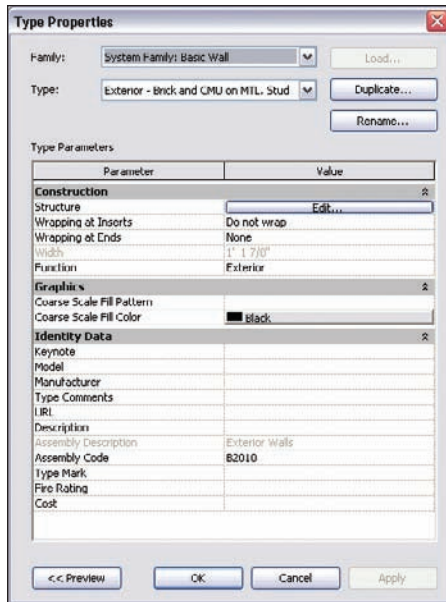 Type Properties
Family: System Family: Basic Wall Load...
Type: Exterior - Brick and CMU on MTL. Stud Duplicate...
Rename...
Type Parameters
Parameter Value
Construction
Structure Edit...
Wrapping at Inserts Do not wrap
Wrapping at Ends None
Width 1' 1 7/0"
Function Exterior
Graphics
Coarse Scale Fill Pattern
Coarse Scale Fill Color Black
Identity Data
Keynote
Model
Manufacturer
Type Comments
URL
Description
Assembly Description Exterior Walls
Assembly Code B2010
Type Mark
Fire Rating
Cost
<< Preview OK Cancel Apply